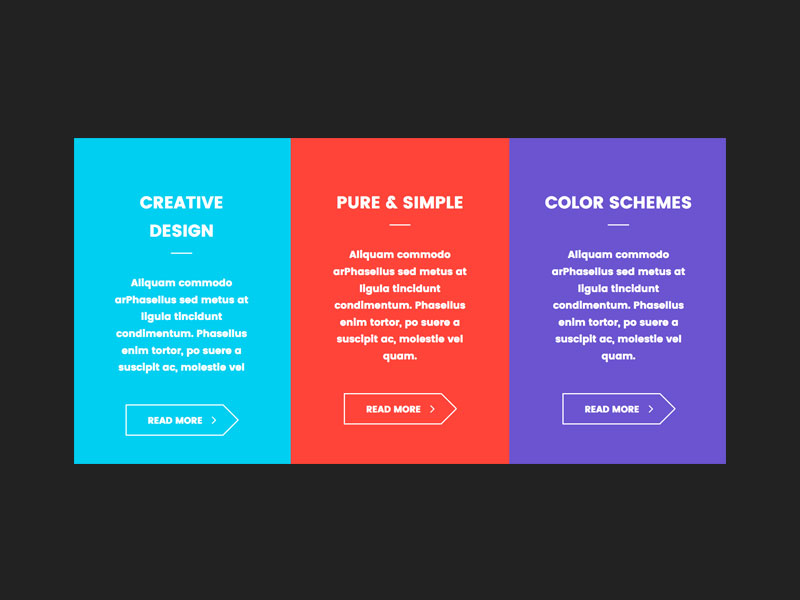 CREATIVE
DESIGN
Aliquam commodo
arPhasellus sed metus at
ligula tincidunt
condimentum. Phasellus
enim tortor, po suere a
suscipit ac, molestie vel
READ MORE
PURE & SIMPLE
Aliquam commodo
arPhasellus sed metus at
ligula tincidunt
condimentum. Phasellus
enim tortor, po suere a
suscipit ac, molestie vel
quam.
READ MORE
COLOR SCHEMES
Aliquam commodo
arPhasellus sed metus at
ligula tincidunt
condimentum. Phasellus
enim tortor, po suere a
suscipit ac, molestie vel
quam.
READ MORE